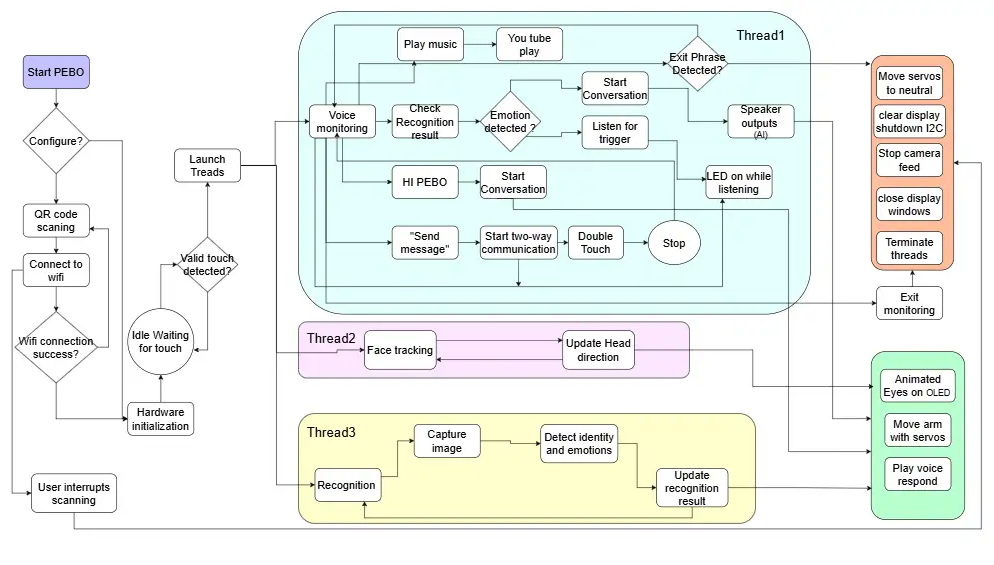 Start PEBO
Configure?
QR code
scaning
Connect to
wifi
Wifi connection
success?
User interrupts
scanning
Launch
Treads
Valid touch
detected?
Idle Waiting
for touch
Hardware
initialization
Thread1
Play music
You tube
play
Exit Phrase
Detected?
Voice
monitoring
Check
Recognition
result
Emotion
detected ?
Start
Conversation
Listen for
trigger
Speaker
outputs
(AI)
HI PEBO
Start
Conversation
LED on while
listening
"Send
message"
Start two-way
communication
Double
Touch
Stop
Thread2
Face tracking
Update Head
direction
Thread3
Recognition
Capture
image
Detect identity
and emotions
Update
recognition
result
Move servos
to neutral
clear display
shutdown I2C
Stop camera
feed
close display
windows
Terminate
threads
Exit
monitoring
Animated
Eyes on OLED
Move arm
with servos
Play voice
respond